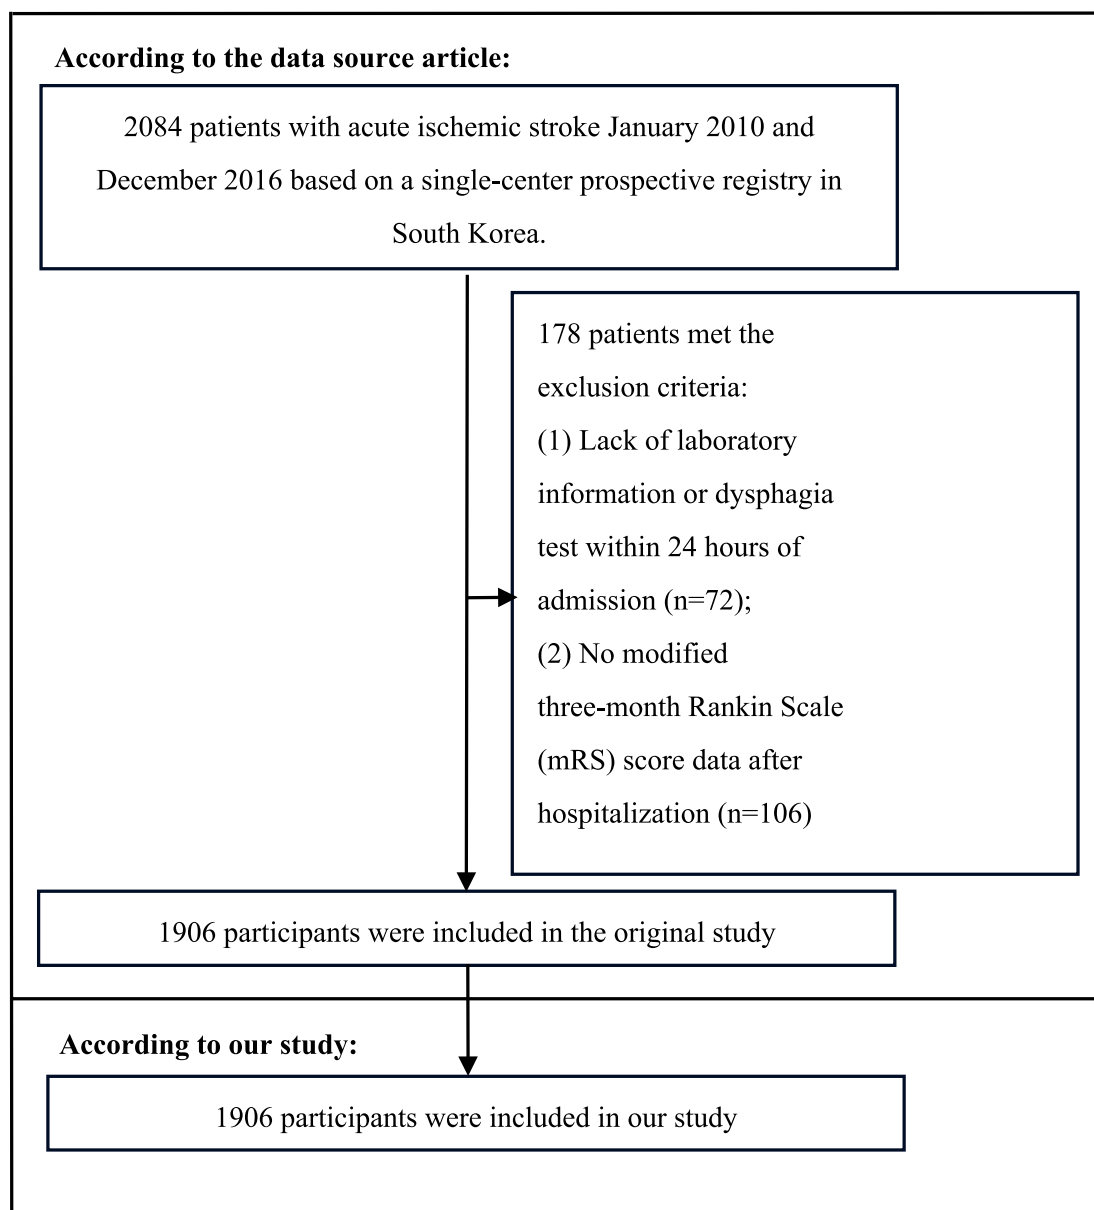 According to the data source article:
2084 patients with acute ischemic stroke January 2010 and
December 2016 based on a single-center prospective registry in
South Korea.
178 patients met the
exclusion criteria:
(1) Lack of laboratory
information or dysphagia
test within 24 hours of
admission (n=72);
(2) No modified
three-month Rankin Scale
(mRS) score data after
hospitalization (n=106)
1906 participants were included in the original study
According to our study:
1906 participants were included in our study